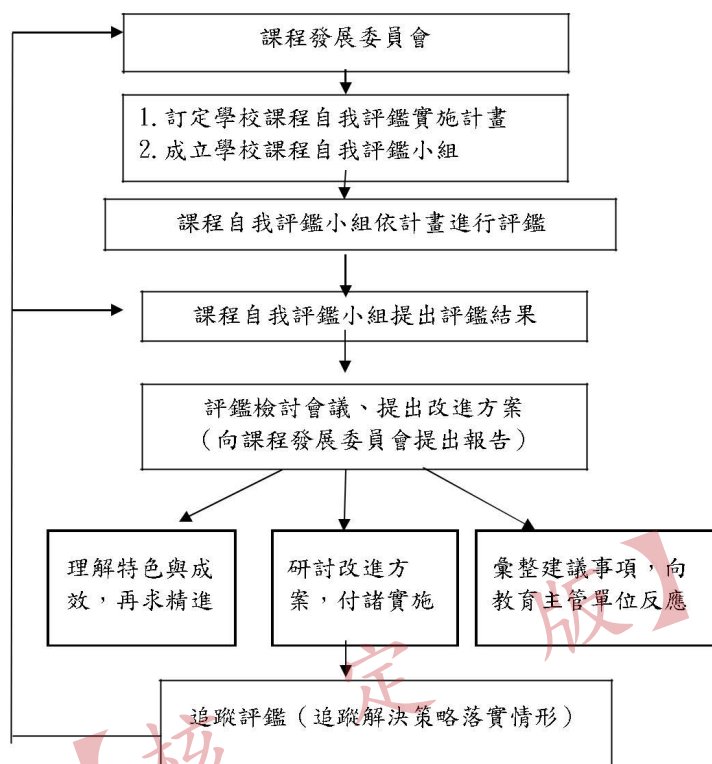 課程發展委員會
1. 訂定學校課程自我評鑑實施計畫
2. 成立學校課程自我評鑑小組
課程自我評鑑小組依計畫進行評鑑
課程自我評鑑小組提出評鑑結果
評鑑檢討會議、提出改進方案
（向課程發展委員會提出報告）
理解特色與成
效，再求精進
研討改進方
案，付諸實施
彙整建議事項，向
教育主管單位反應
追蹤評鑑（追蹤解決策略落實情形）
【核定版】